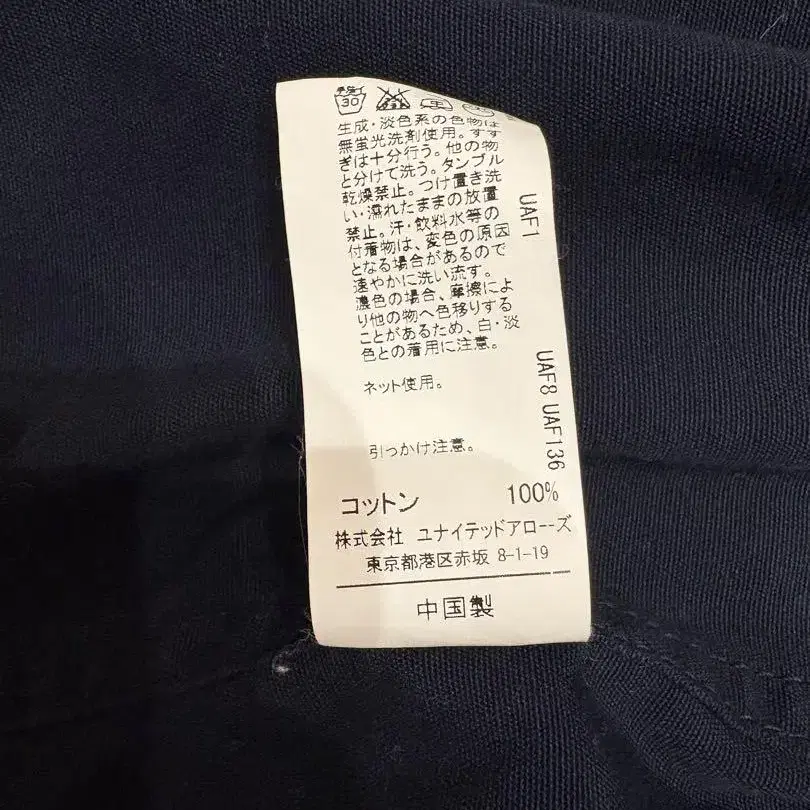 手洗イ
30
生成・淡色系の色物は
無蛍光洗剤使用。すす
ぎは十分行う。他の物
と分けて洗う。タンブル
乾燥禁止。つけ置き洗
い・濡れたままの放置
禁止。汗・飲料水等の
付着物は、変色の原因
となる場合があるので
速やかに洗い流す。
濃色の場合、摩擦によ
り他の物へ色移りする
ことがあるため、白・淡
色との着用に注意。
ネット使用。
引っかけ注意。
UAF1
UAF8 UAF136
コットン 100%
株式会社 ユナイテッドアローズ
東京都港区赤坂 8-1-19
中国製